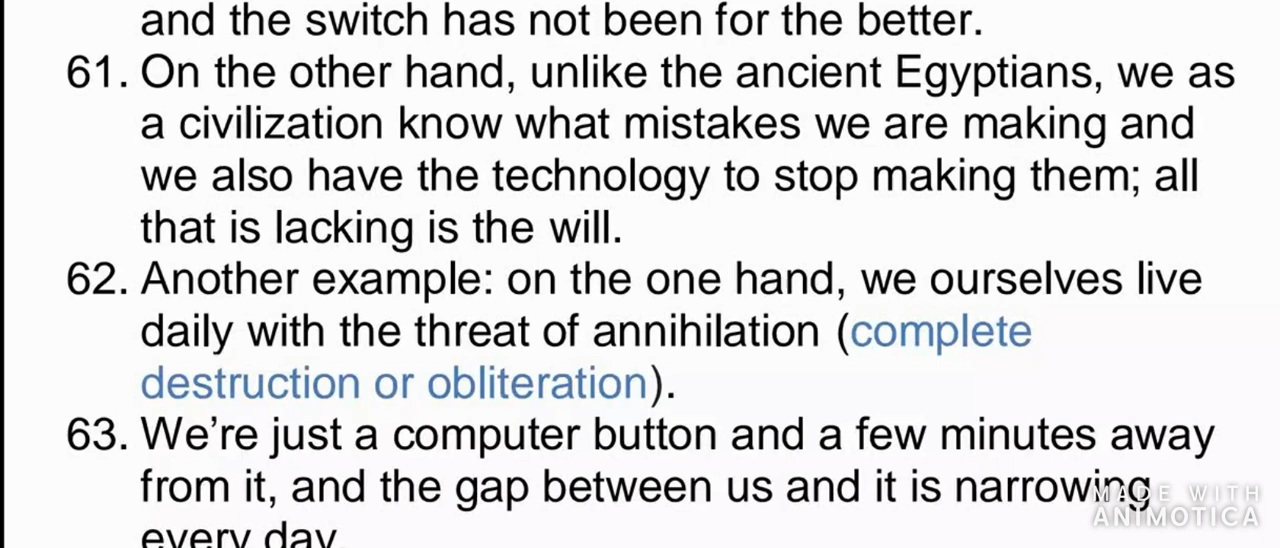 and the switch has not been for the better.
61. On the other hand, unlike the ancient Egyptians, we as
a civilization know what mistakes we are making and
we also have the technology to stop making them; all
that is lacking is the will.
62. Another example: on the one hand, we ourselves live
daily with the threat of annihilation (complete
destruction or obliteration).
63. We’re just a computer button and a few minutes away
from it, and the gap between us and it is narrowing
every day.
MADE WITH
ANIMOTICA